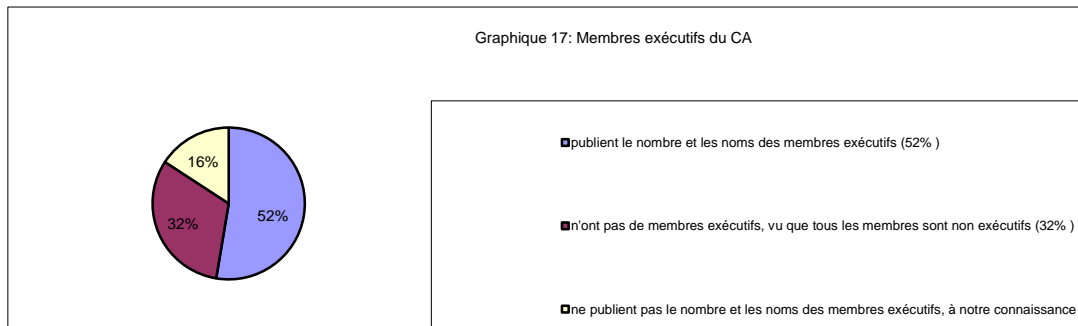 Graphique 17: Membres exécutifs du CA
publient le nombre et les noms des membres exécutifs (52% )
16%
32%
52%
n'ont pas de membres exécutifs, vu que tous les membres sont non exécutifs (32% )
ne publient pas le nombre et les noms des membres exécutifs, à notre connaissance